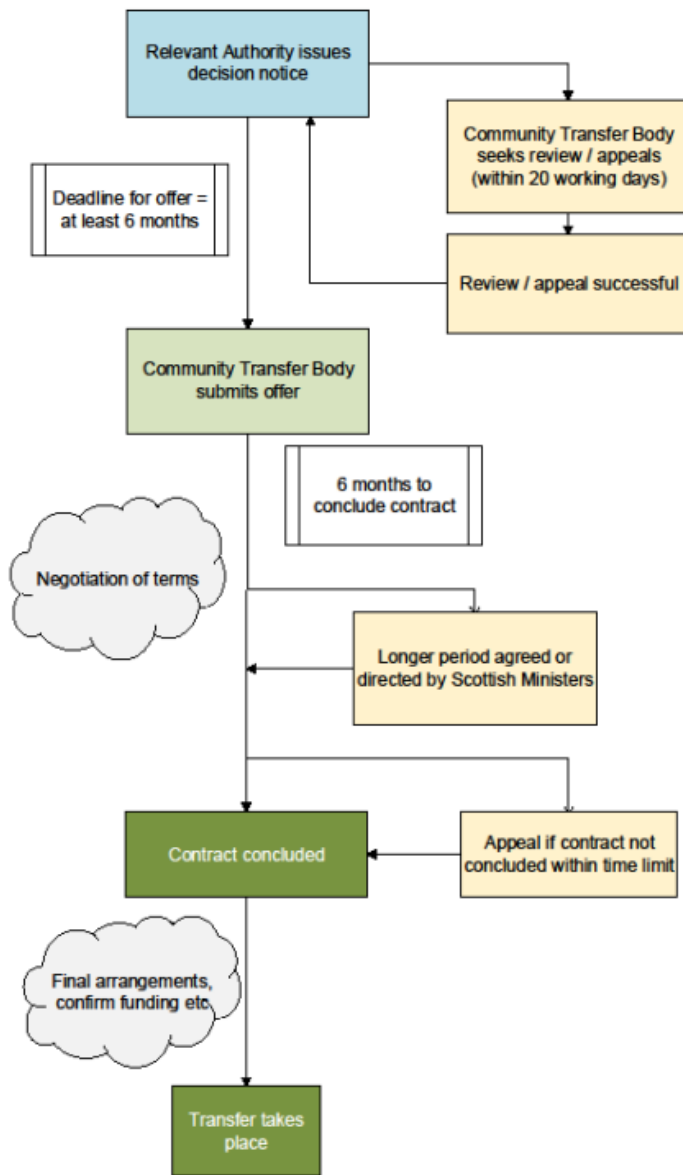 Relevant Authority issues
decision notice
Community Transfer Body
seeks review / appeals
(within 20 working days)
Deadline for offer =
at least 6 months
Review / appeal successful
Community Transfer Body
submits offer
6 months to
conclude contract
Negotiation of terms
Longer period agreed or
directed by Scottish Ministers
Contract concluded
Appeal if contract not
concluded within time limit
Final arrangements,
confirm funding etc
Transfer takes
place